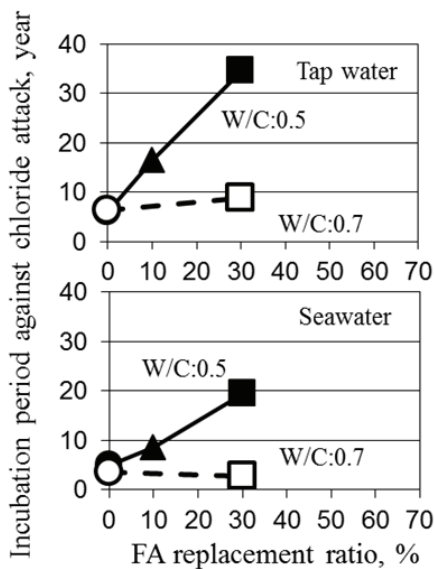 Incubation period against chloride attack, year
40
Tap water
30
W/C:0.5
20
10
W/C:0.7
0
0 10 20 30 40 50 60 70
40
Seawater
30
W/C:0.5
20
10
W/C:0.7
0
0 10 20 30 40 50 60 70
FA replacement ratio, %